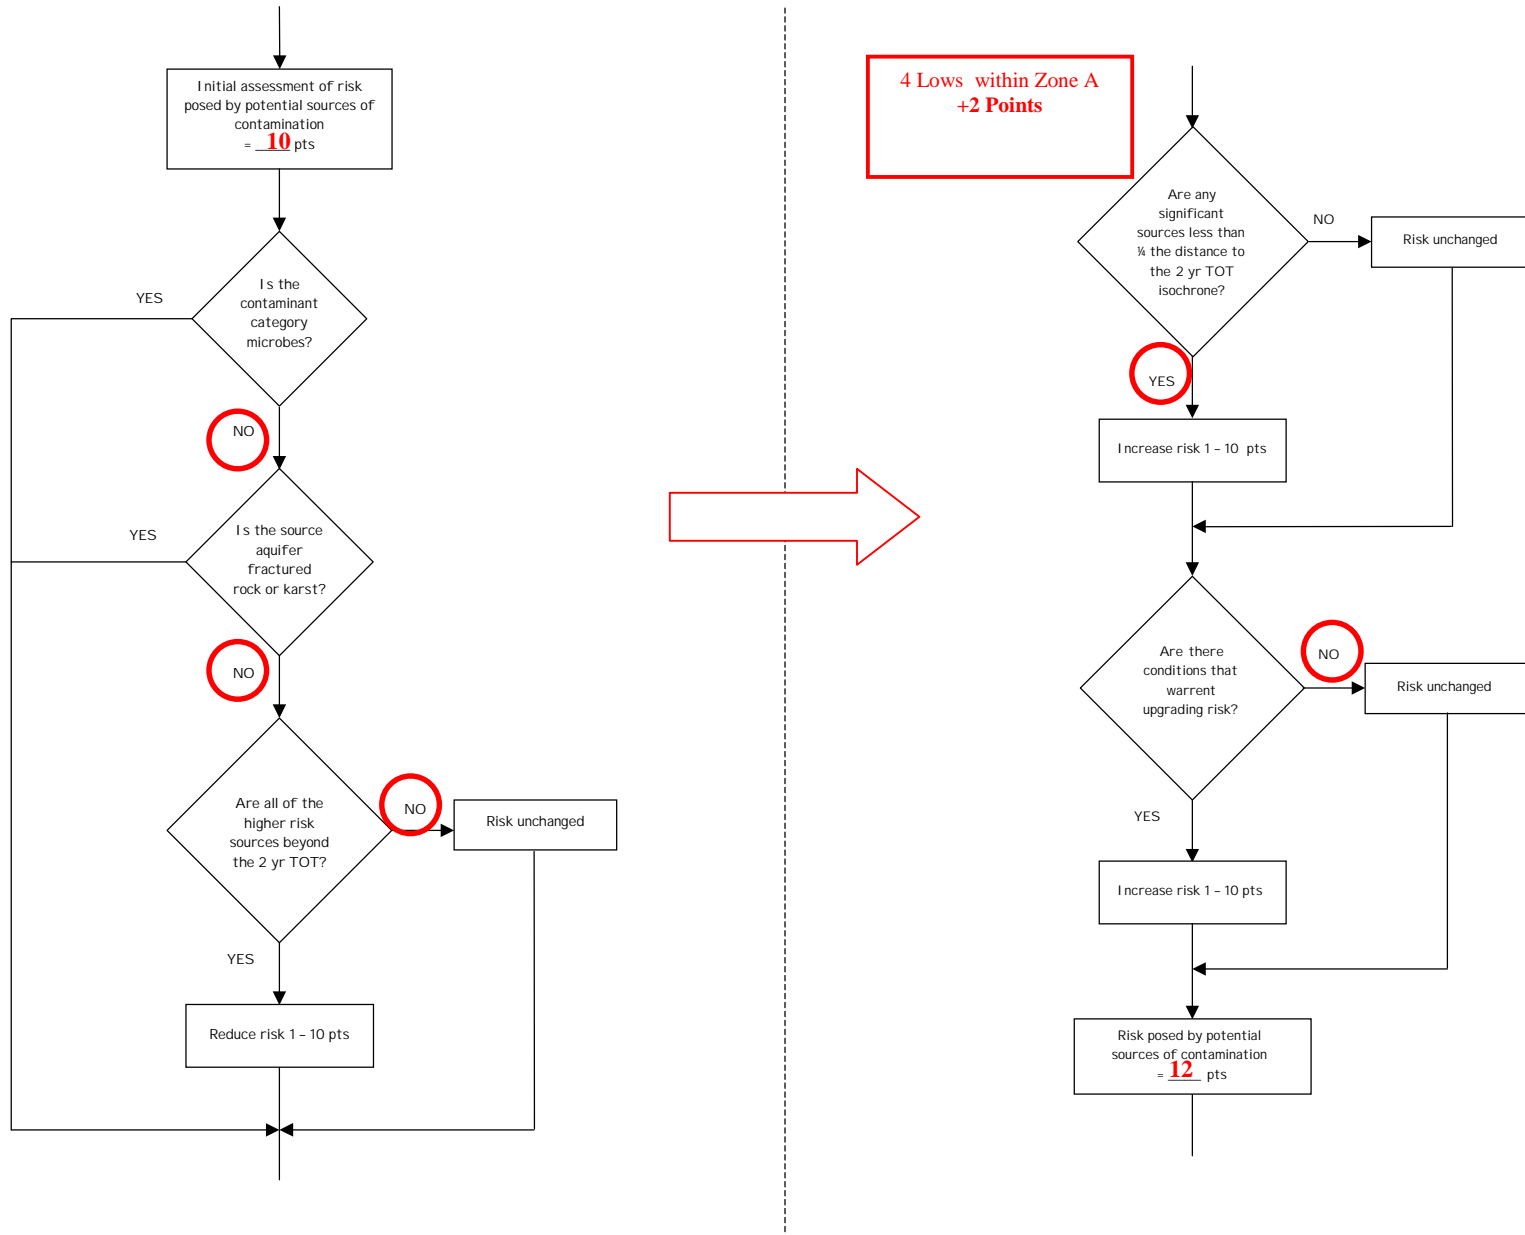 Initial assessment of risk
posed by potential sources of
contamination
= 10 pts
Is the
contaminant
category
microbes?
YES
NO
Is the source
aquifer
fractured
rock or karst?
YES
NO
Are all of the
higher risk
sources beyond
the 2 yr TOT?
NO
Risk unchanged
YES
Reduce risk 1 – 10 pts
4 Lows within Zone A
+2 Points
Are any
significant
sources less than
¼ the distance to
the 2 yr TOT
isochrone?
NO
Risk unchanged
YES
Increase risk 1 – 10 pts
Are there
conditions that
warrent
upgrading risk?
NO
Risk unchanged
YES
Increase risk 1 – 10 pts
Risk posed by potential
sources of contamination
= 12 pts